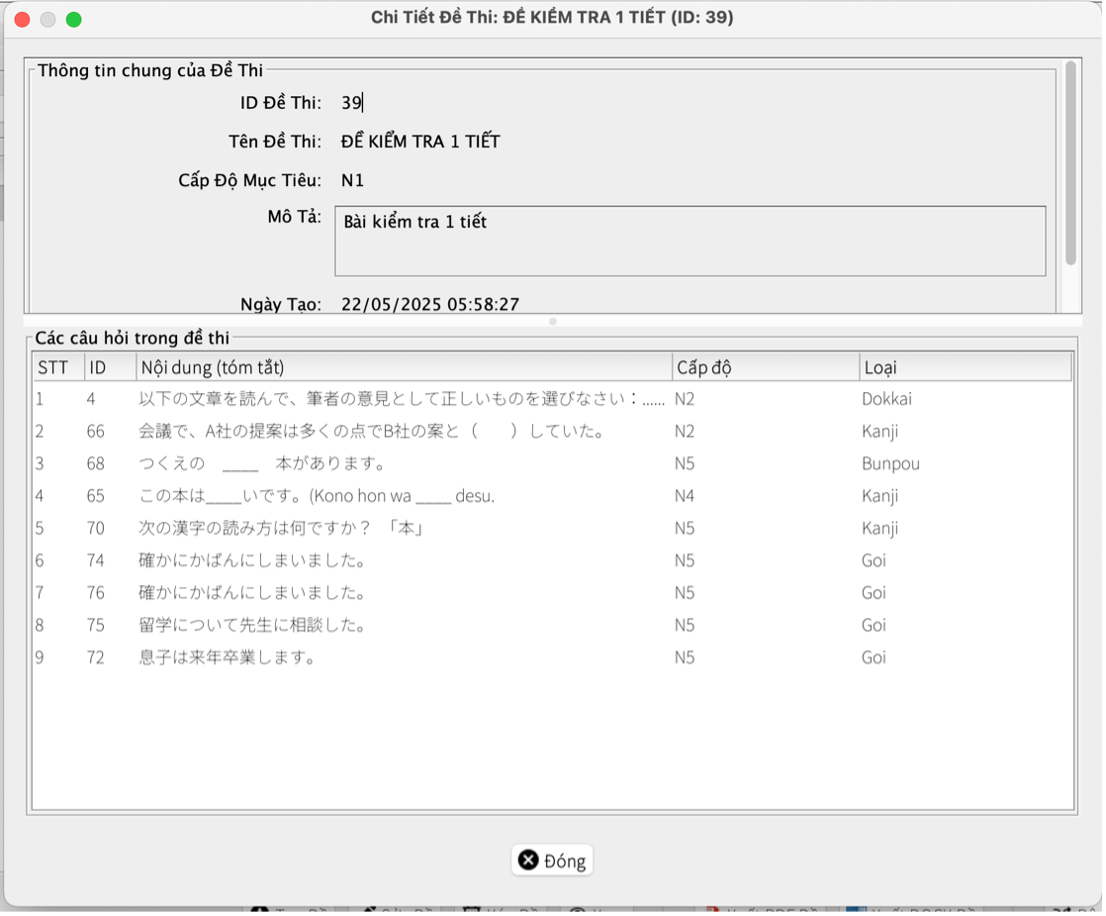 Chi Tiết Đề Thi: ĐỀ KIỂM TRA 1 TIẾT (ID: 39)
Thông tin chung của Đề Thi
ID Đề Thi: 39
Tên Đề Thi: ĐỀ KIỂM TRA 1 TIẾT
Cấp Độ Mục Tiêu: N1
Mô Tả: Bài kiểm tra 1 tiết
Ngày Tạo: 22/05/2025 05:58:27
Các câu hỏi trong đề thi
STT ID Nội dung (tóm tắt) Cấp độ Loại
1 4 以下の文章を読んで、筆者の意見として正しいものを選びなさい：...... N2 Dokkai
2 66 会議で、A社の提案は多くの点でB社の案と（　　）していた。 N2 Kanji
3 68 つくえの　____　本があります。 N5 Bunpou
4 65 この本は____いです。(Kono hon wa ____ desu. N4 Kanji
5 70 次の漢字の読み方は何ですか？ 「本」 N5 Kanji
6 74 確かにかばんにしまいました。 N5 Goi
7 76 確かにかばんにしまいました。 N5 Goi
8 75 留学について先生に相談した。 N5 Goi
9 72 息子は来年卒業します。 N5 Goi
Đóng